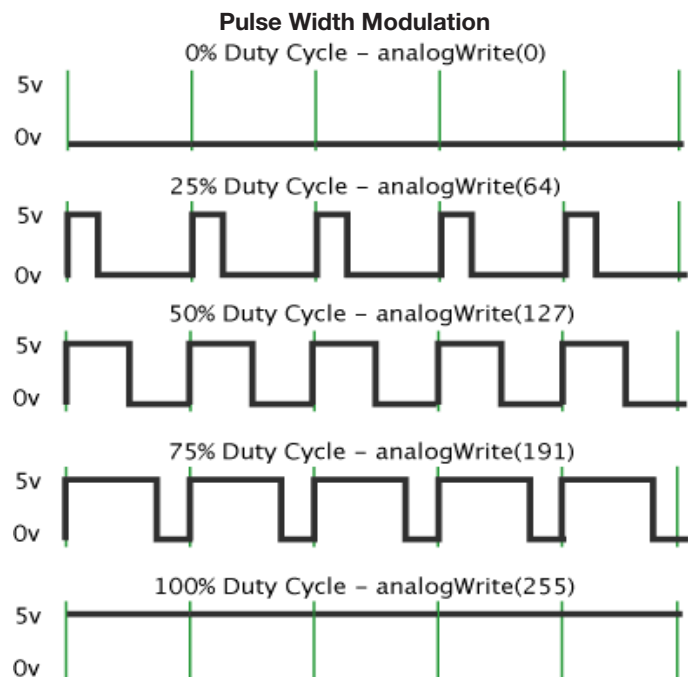 Pulse Width Modulation
0% Duty Cycle – analogWrite(0)
5v
0v
25% Duty Cycle – analogWrite(64)
5v
0v
50% Duty Cycle – analogWrite(127)
5v
0v
75% Duty Cycle – analogWrite(191)
5v
0v
100% Duty Cycle – analogWrite(255)
5v
0v